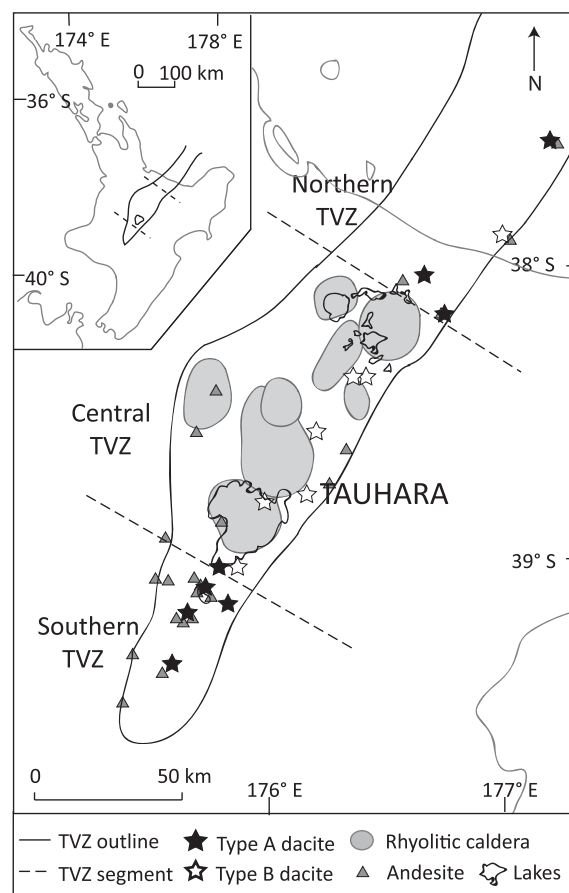 174° E
178° E
0 100 km
36° S
40° S
N
Northern
TVZ
38° S
Central
TVZ
TAUHARA
39° S
Southern
TVZ
0
50 km
176° E
177° E
TVZ outline
Type A dacite
Rhyolitic caldera
TVZ segment
Type B dacite
Andesite
Lakes